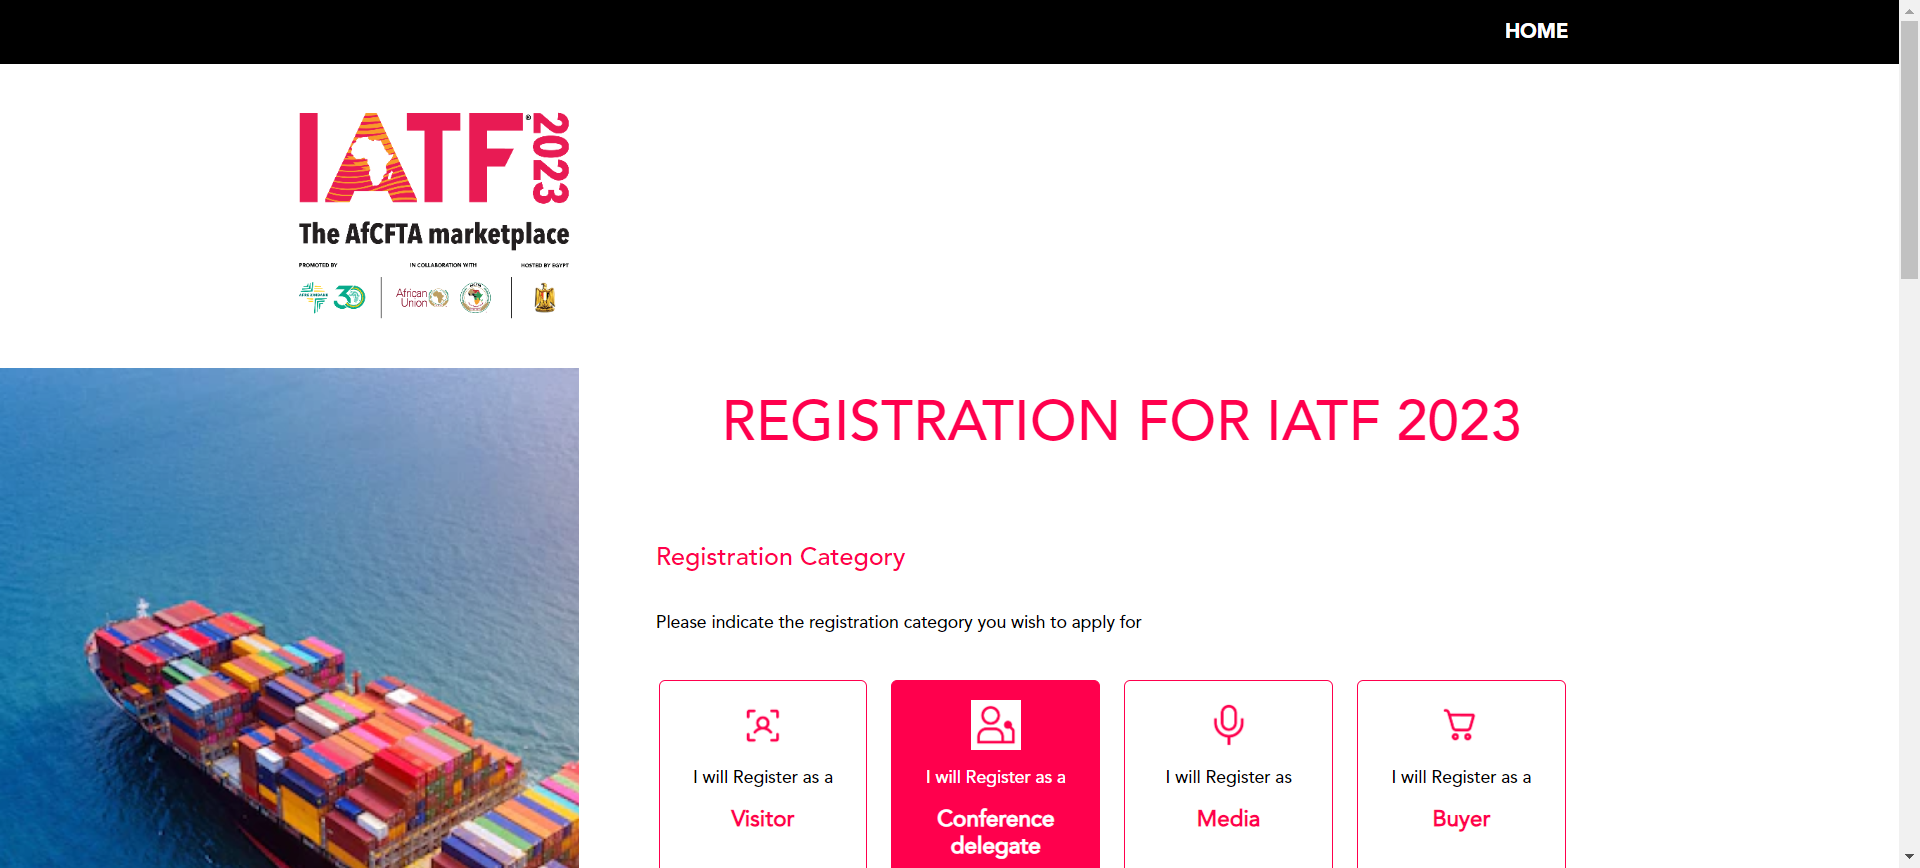 HOME
IATF® 2023
The AfCFTA marketplace
PROMOTED BY
IN COLLABORATION WITH
HOSTED BY EGYPT
AFREXIMBANK
30
African
Union
REGISTRATION FOR IATF 2023
Registration Category
Please indicate the registration category you wish to apply for
I will Register as a
Visitor
I will Register as a
Conference
delegate
I will Register as
Media
I will Register as a
Buyer